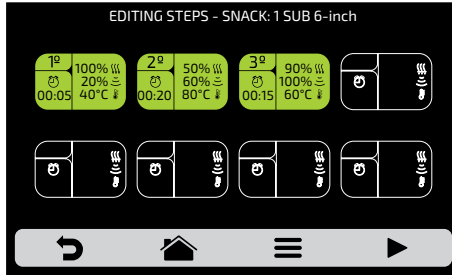 EDITING STEPS - SNACK: 1 SUB 6-inch
1º 100%
20%
00:05 40°C
2º 50%
60%
00:20 80°C
3º 90%
100%
00:15 60°C